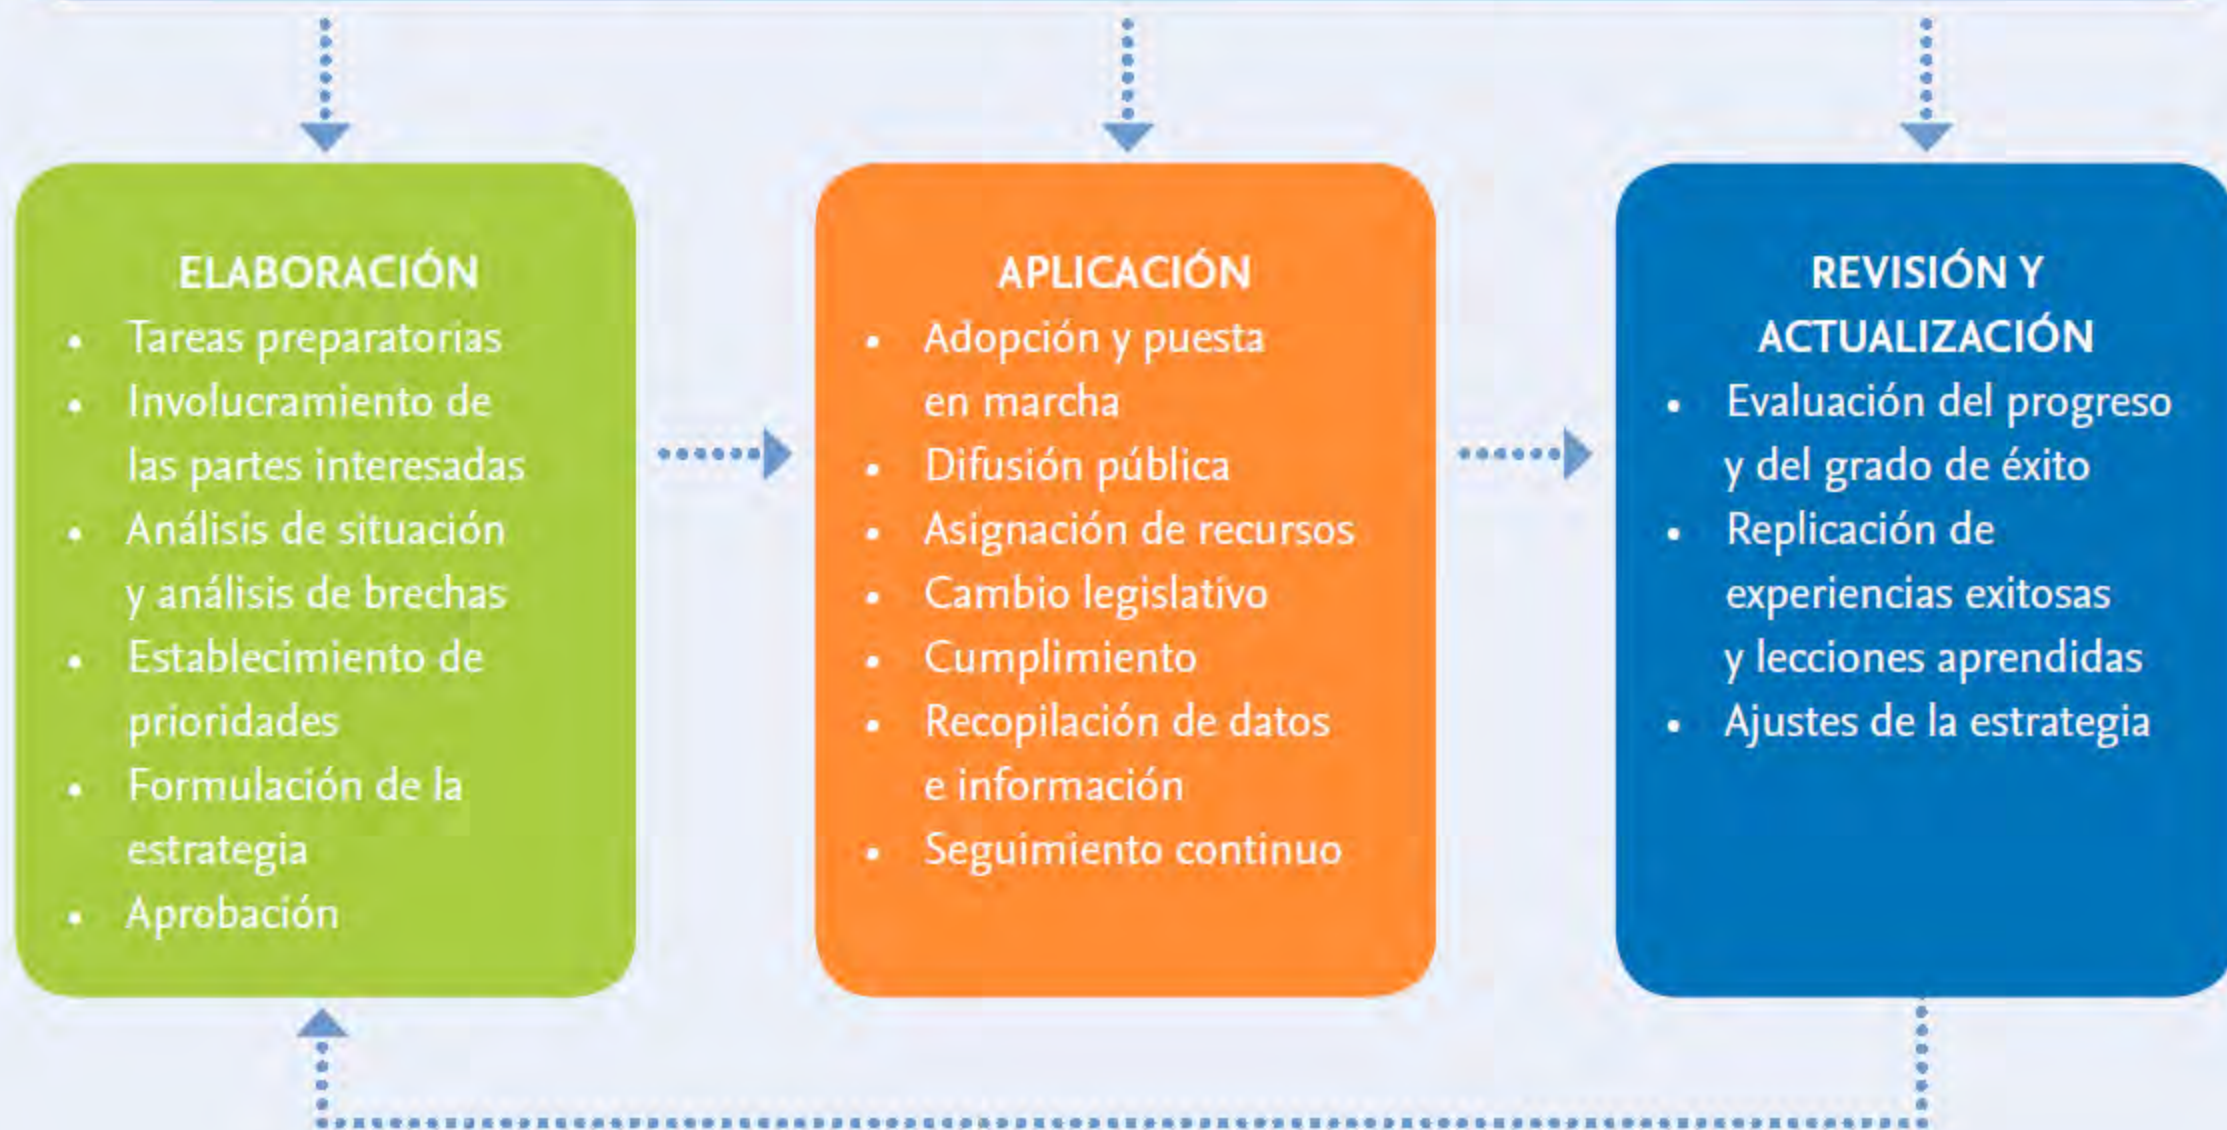 ELABORACIÓN
• Tareas preparatorias
• Involucramiento de
las partes interesadas
• Análisis de situación
y análisis de brechas
• Establecimiento de
prioridades
• Formulación de la
estrategia
• Aprobación
APLICACIÓN
• Adopción y puesta
en marcha
• Difusión pública
• Asignación de recursos
• Cambio legislativo
• Cumplimiento
• Recopilación de datos
e información
• Seguimiento continuo
REVISIÓN Y
ACTUALIZACIÓN
• Evaluación del progreso
y del grado de éxito
• Replicación de
experiencias exitosas
y lecciones aprendidas
• Ajustes de la estrategia